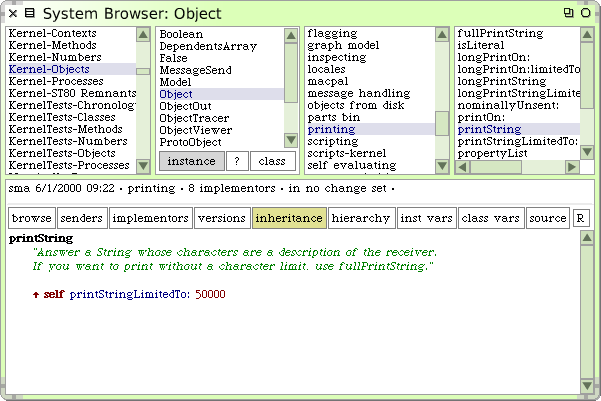 System Browser: Object
Kernel-Contexts
Kernel-Methods
Kernel-Numbers
Kernel-Objects
Kernel-Processes
Kernel-ST80 Remnants
KernelTests-Chronology
KernelTests-Classes
KernelTests-Methods
KernelTests-Numbers
KernelTests-Objects
KernelTests-Processes
Boolean
DependentsArray
False
MessageSend
Model
Object
ObjectOut
ObjectTracer
ObjectViewer
ProtoObject
instance ? class
flagging
graph model
inspecting
locales
macpal
message handling
objects from disk
parts bin
printing
scripting
scripts-kernel
self evaluating
fullPrintString
isLiteral
longPrintOn:
longPrintOn:limitedTo
longPrintString
longPrintStringLimite
nominallyUnsent:
printOn:
printString
printStringLimitedTo:
propertyList
sma 6/1/2000 09:22 · printing · 8 implementors · in no change set ·
browse senders implementors versions inheritance hierarchy inst vars class vars source R
printString
"Answer a String whose characters are a description of the receiver.
If you want to print without a character limit, use fullPrintString."
↑ self printStringLimitedTo: 50000